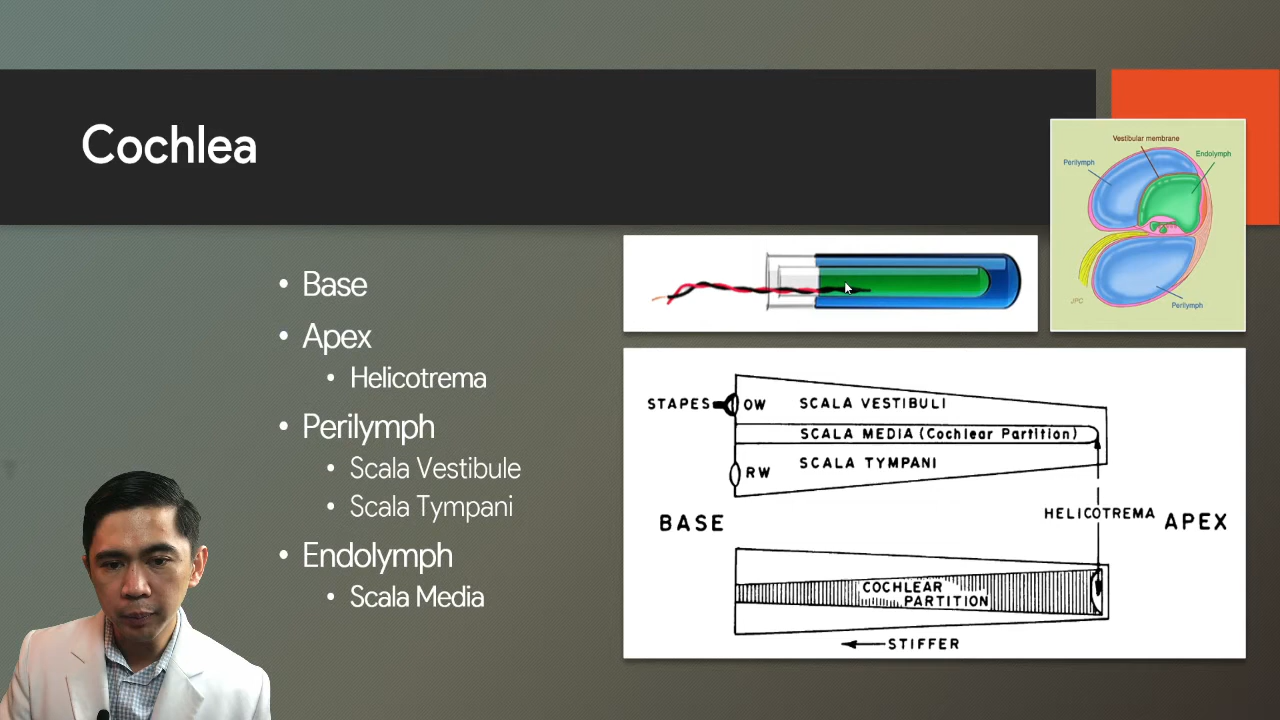 Cochlea
Base
Apex
Helicotrema
Perilymph
Scala Vestibule
Scala Tympani
Endolymph
Scala Media
Vestibular membrane
Endolymph
Perilymph
Perilymph
JPC
STAPES
OW
SCALA VESTIBULI
SCALA MEDIA (Cochlear Partition)
SCALA TYMPANI
RW
BASE
HELICOTREMA
APEX
COCHLEAR
PARTITION
STIFFER